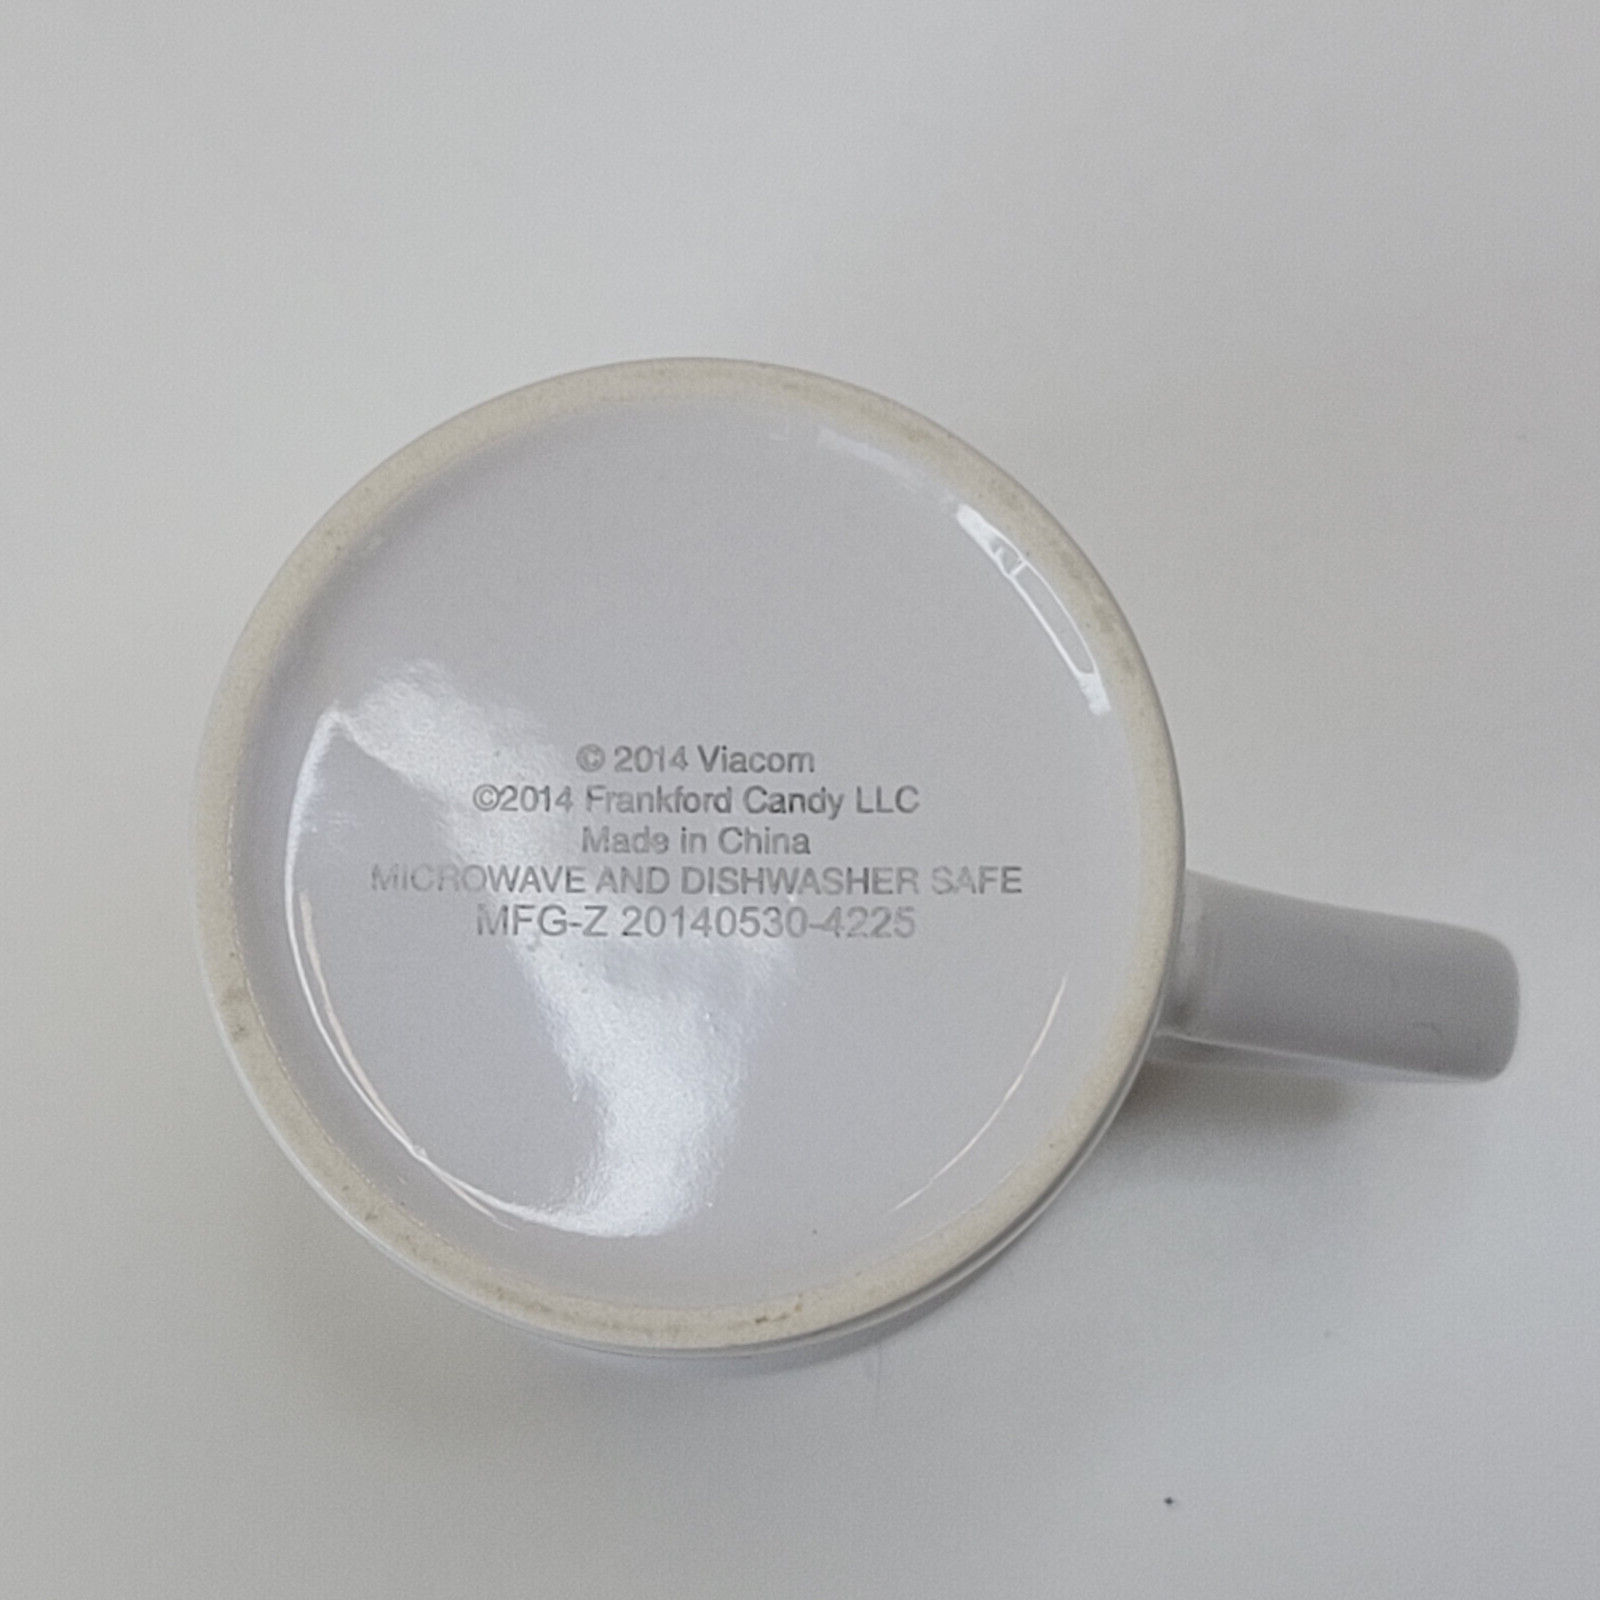 © 2014 Viacom
©2014 Frankford Candy LLC
Made in China
MICROWAVE AND DISHWASHER SAFE
MFG-Z 20140530-4225